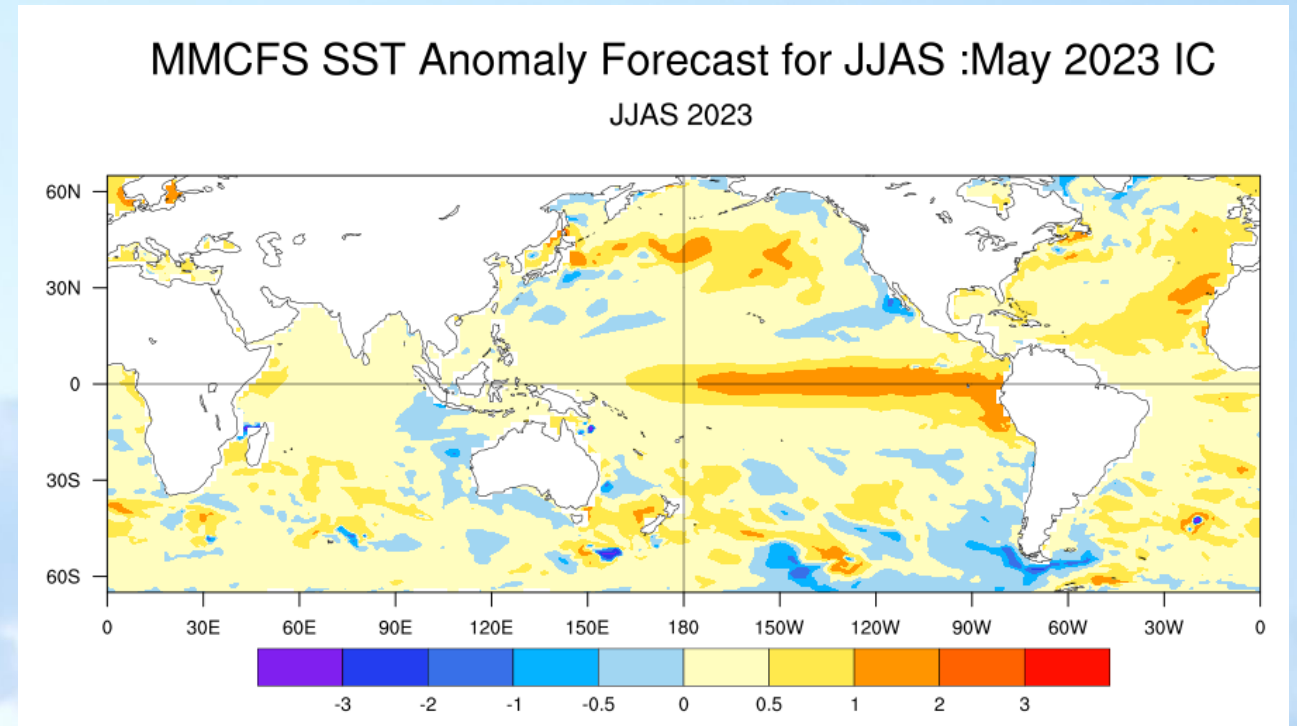 MMCFS SST Anomaly Forecast for JJAS :May 2023 IC
JJAS 2023
60N
30N
0
30S
60S
0 30E 60E 90E 120E 150E 180 150W 120W 90W 60W 30W 0
-3 -2 -1 -0.5 0 0.5 1 2 3